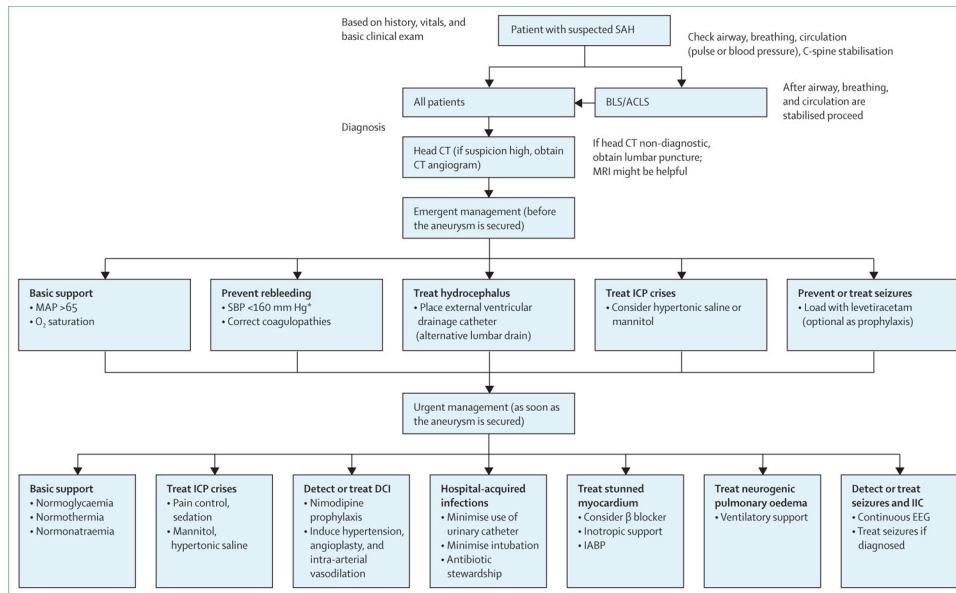 Based on history, vitals, and
basic clinical exam
Patient with suspected SAH
Check airway, breathing, circulation
(pulse or blood pressure), C-spine stabilisation
All patients
BLS/ACLS
After airway, breathing,
and circulation are
stabilised proceed
Diagnosis
Head CT (if suspicion high, obtain
CT angiogram)
If head CT non-diagnostic,
obtain lumbar puncture;
MRI might be helpful
Emergent management (before
the aneurysm is secured)
Basic support
• MAP >65
• O₂ saturation
Prevent rebleeding
• SBP <160 mm Hg*
• Correct coagulopathies
Treat hydrocephalus
• Place external ventricular
drainage catheter
(alternative lumbar drain)
Treat ICP crises
• Consider hypertonic saline or
mannitol
Prevent or treat seizures
• Load with levetiracetam
(optional as prophylaxis)
Urgent management (as soon as
the aneurysm is secured)
Basic support
• Normoglycaemia
• Normothermia
• Normonatraemia
Treat ICP crises
• Pain control,
sedation
• Mannitol,
hypertonic saline
Detect or treat DCI
• Nimodipine
prophylaxis
• Induce hypertension,
angioplasty, and
intra-arterial
vasodilation
Hospital-acquired
infections
• Minimise use of
urinary catheter
• Minimise intubation
• Antibiotic
stewardship
Treat stunned
myocardium
• Consider β blocker
• Inotropic support
• IABP
Treat neurogenic
pulmonary oedema
• Ventilatory support
Detect or treat
seizures and IIC
• Continuous EEG
• Treat seizures if
diagnosed